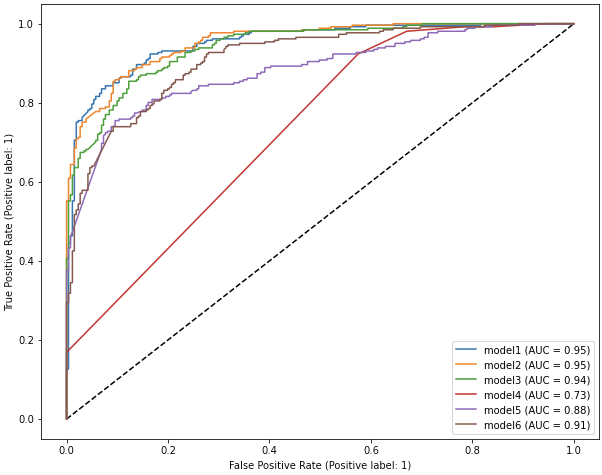 1.0
0.8
0.6
0.4
0.2
0.0
True Positive Rate (Positive label: 1)
model1 (AUC = 0.95)
model2 (AUC = 0.95)
model3 (AUC = 0.94)
model4 (AUC = 0.73)
model5 (AUC = 0.88)
model6 (AUC = 0.91)
0.0 0.2 0.4 0.6 0.8 1.0
False Positive Rate (Positive label: 1)